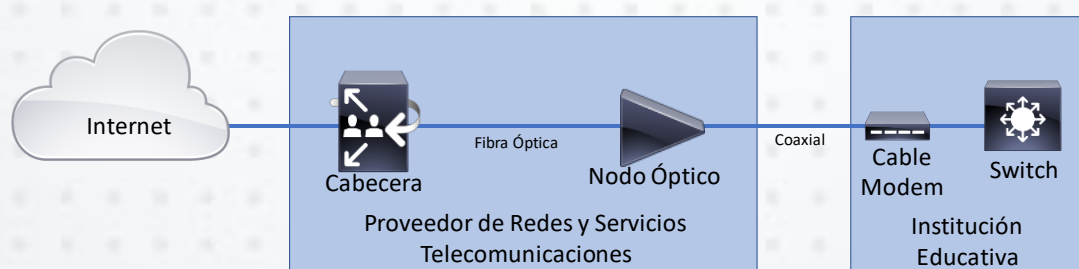 Internet
Cabecera
Fibra Óptica
Nodo Óptico
Proveedor de Redes y Servicios
Telecomunicaciones
Coaxial
Cable
Modem
Switch
Institución
Educativa